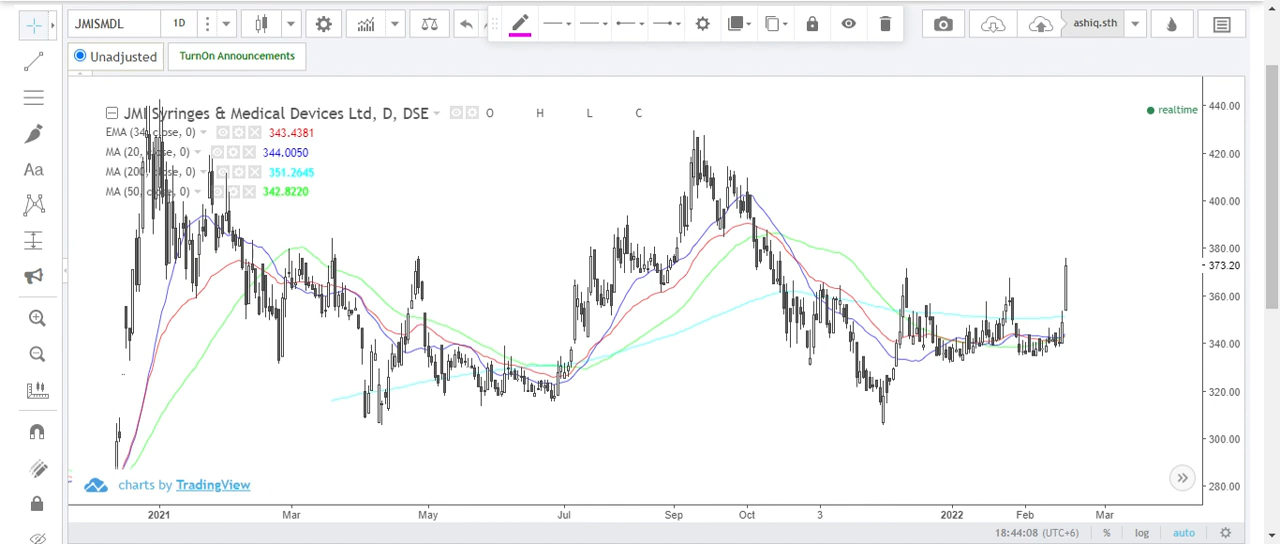 JMISMDL 1D ashiq.sth
Unadjusted TurnOn Announcements
JMI Syringes & Medical Devices Ltd, D, DSE O H L C
realtime
EMA (34, close, 0) 343.4381
MA (20, close, 0) 344.0050
MA (200, close, 0) 351.2645
MA (50, close, 0) 342.8220
Aa
440.00
420.00
400.00
380.00
373.20
360.00
340.00
320.00
300.00
280.00
charts by TradingView
2021 Mar May Jul Sep Oct 3 2022 Feb Mar
18:44:08 (UTC+6) % log auto